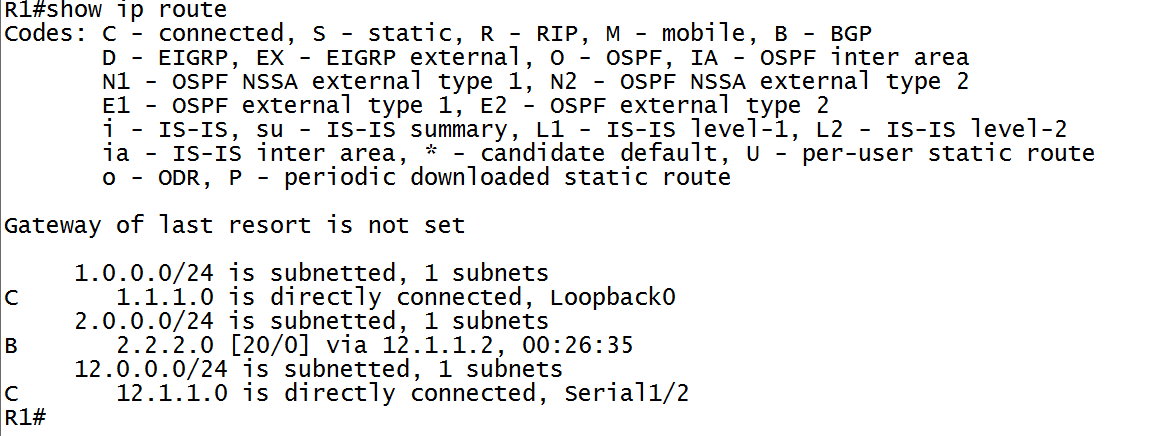 R1#show ip route
Codes: C - connected, S - static, R - RIP, M - mobile, B - BGP
       D - EIGRP, EX - EIGRP external, O - OSPF, IA - OSPF inter area
       N1 - OSPF NSSA external type 1, N2 - OSPF NSSA external type 2
       E1 - OSPF external type 1, E2 - OSPF external type 2
       i - IS-IS, su - IS-IS summary, L1 - IS-IS level-1, L2 - IS-IS level-2
       ia - IS-IS inter area, * - candidate default, U - per-user static route
       o - ODR, P - periodic downloaded static route

Gateway of last resort is not set

     1.0.0.0/24 is subnetted, 1 subnets
C       1.1.1.0 is directly connected, Loopback0
     2.0.0.0/24 is subnetted, 1 subnets
B       2.2.2.0 [20/0] via 12.1.1.2, 00:26:35
     12.0.0.0/24 is subnetted, 1 subnets
C       12.1.1.0 is directly connected, Serial1/2
R1#